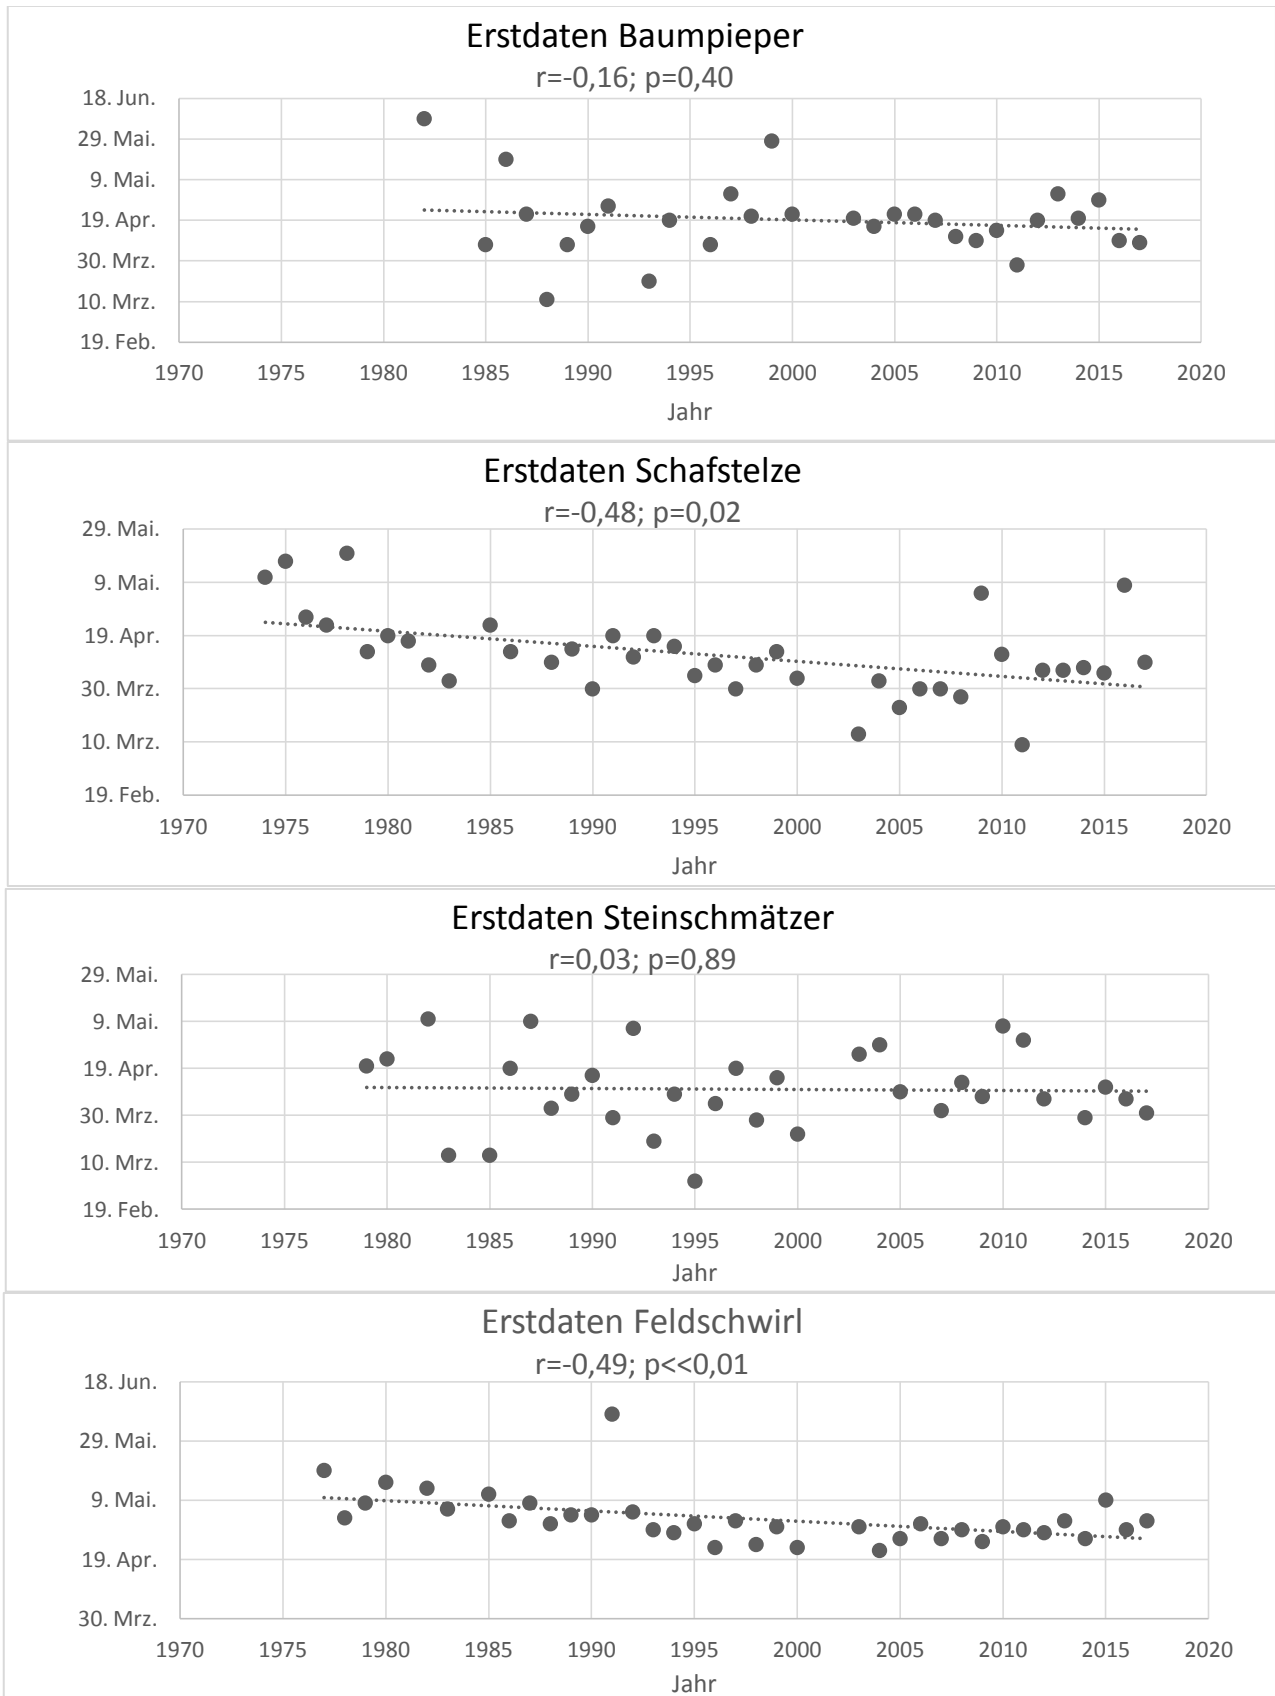 Erstdaten Baumpieper
r=-0,16; p=0,40
18. Jun.
29. Mai.
9. Mai.
19. Apr.
30. Mrz.
10. Mrz.
19. Feb.
1970 1975 1980 1985 1990 1995 2000 2005 2010 2015 2020
Jahr
Erstdaten Schafstelze
r=-0,48; p=0,02
29. Mai.
9. Mai.
19. Apr.
30. Mrz.
10. Mrz.
19. Feb.
1970 1975 1980 1985 1990 1995 2000 2005 2010 2015 2020
Jahr
Erstdaten Steinschmätzer
r=0,03; p=0,89
29. Mai.
9. Mai.
19. Apr.
30. Mrz.
10. Mrz.
19. Feb.
1970 1975 1980 1985 1990 1995 2000 2005 2010 2015 2020
Jahr
Erstdaten Feldschwirl
r=-0,49; p<<0,01
18. Jun.
29. Mai.
9. Mai.
19. Apr.
30. Mrz.
1970 1975 1980 1985 1990 1995 2000 2005 2010 2015 2020
Jahr